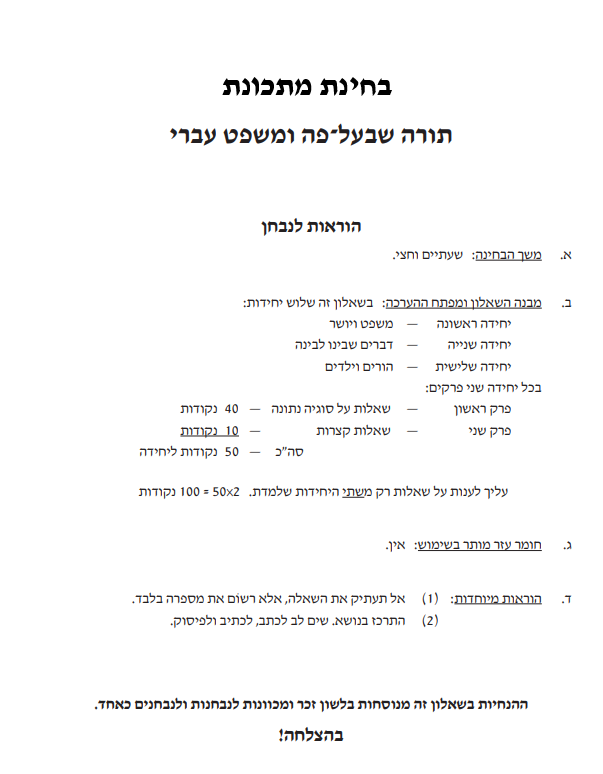 בחינת מתכונת
תורה שבעל־פה ומשפט עברי
הוראות לנבחן
א. משך הבחינה: שעתיים וחצי.
ב. מבנה השאלון ומפתח ההערכה: בשאלון זה שלוש יחידות:
יחידה ראשונה — משפט ויושר
יחידה שנייה — דברים שבינו לבינה
יחידה שלישית — הורים וילדים
בכל יחידה שני פרקים:
פרק ראשון — שאלות על סוגיה נתונה — 40 נקודות
פרק שני — שאלות קצרות — 10 נקודות
סה"כ — 50 נקודות ליחידה
עליך לענות על שאלות רק משתי היחידות שלמדת. 50x2 = 100 נקודות
ג. חומר עזר מותר בשימוש: אין.
ד. הוראות מיוחדות: (1) אל תעתיק את השאלה, אלא רשום את מספרה בלבד.
(2) התרכז בנושא. שים לב לכתב, לכתיב ולפיסוק.
ההנחיות בשאלון זה מנוסחות בלשון זכר ומכוונות לנבחנות ולנבחנים כאחד.
בהצלחה!